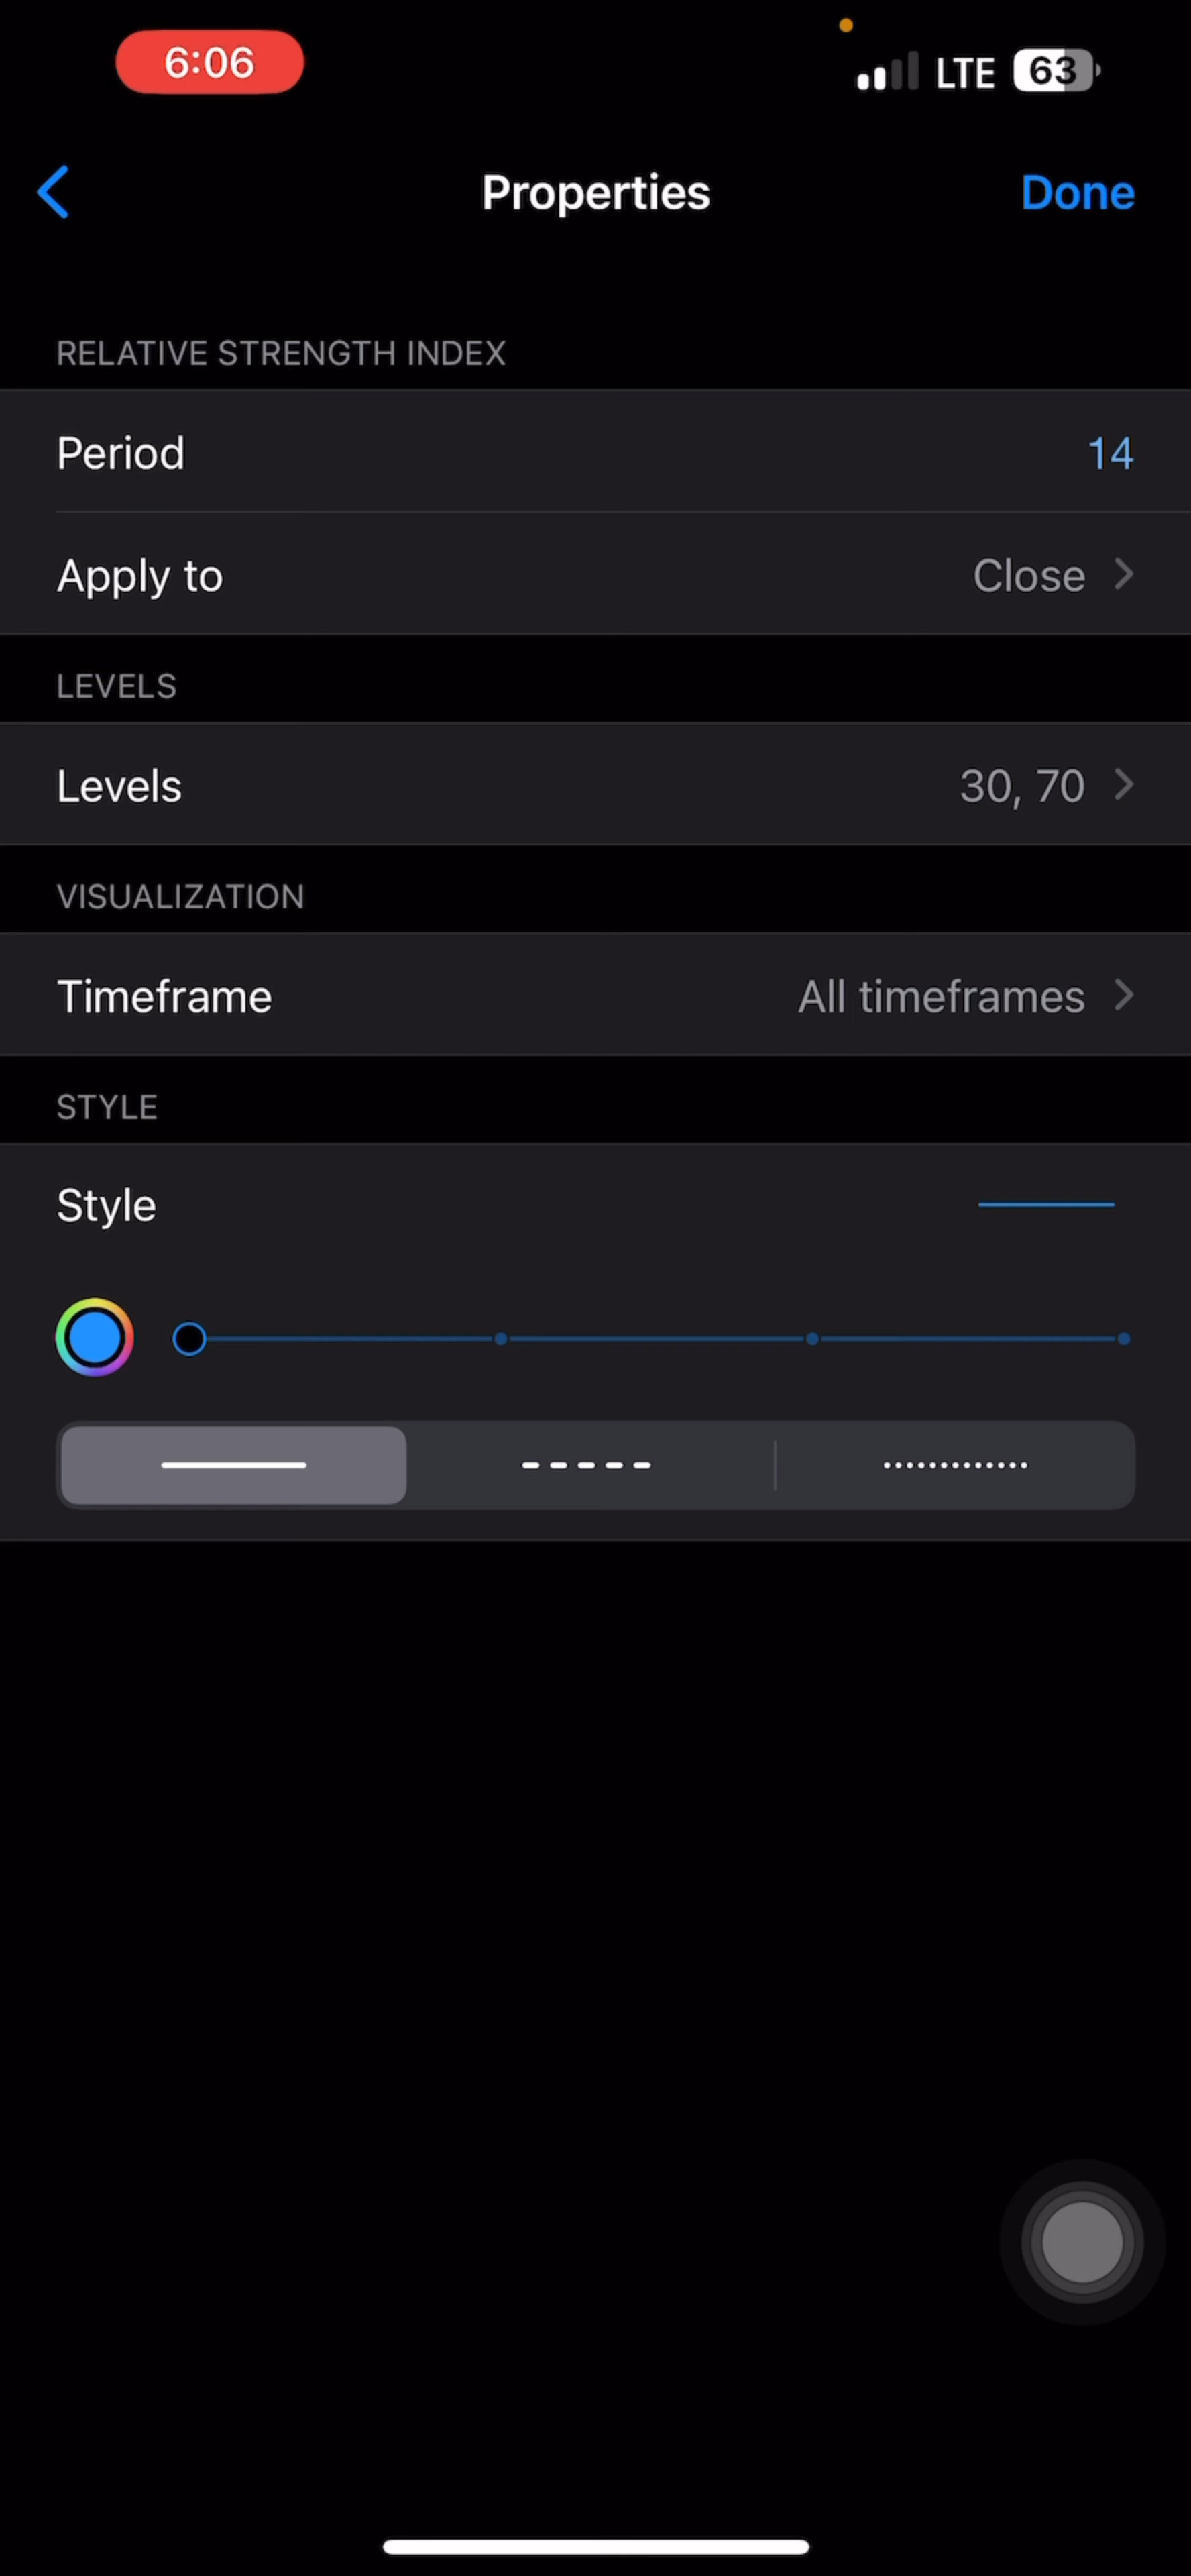 6:06
LTE 63
Properties
Done
RELATIVE STRENGTH INDEX
Period 14
Apply to Close
LEVELS
Levels 30, 70
VISUALIZATION
Timeframe All timeframes
STYLE
Style